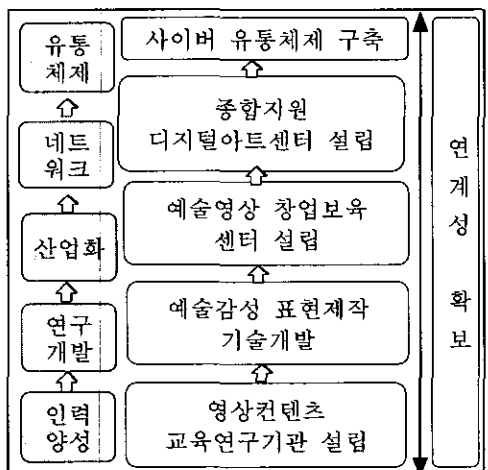 유통
체제
사이버 유통체제 구축
네트
워크
종합지원
디지털아트센터 설립
산업화
예술영상 창업보육
센터 설립
연구
개발
예술감성 표현제작
기술개발
인력
양성
영상컨텐츠
교육연구기관 설립
연계성 확보